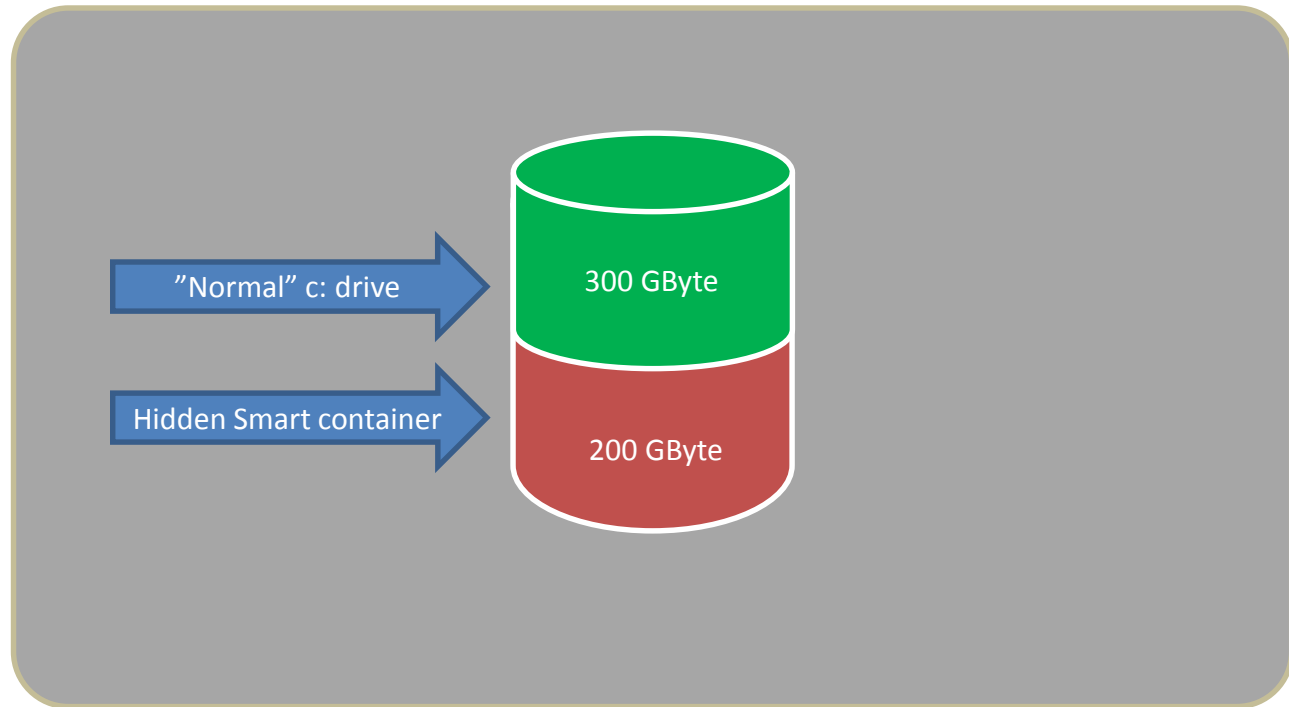 ”Normal” c: drive
300 GByte
Hidden Smart container
200 GByte